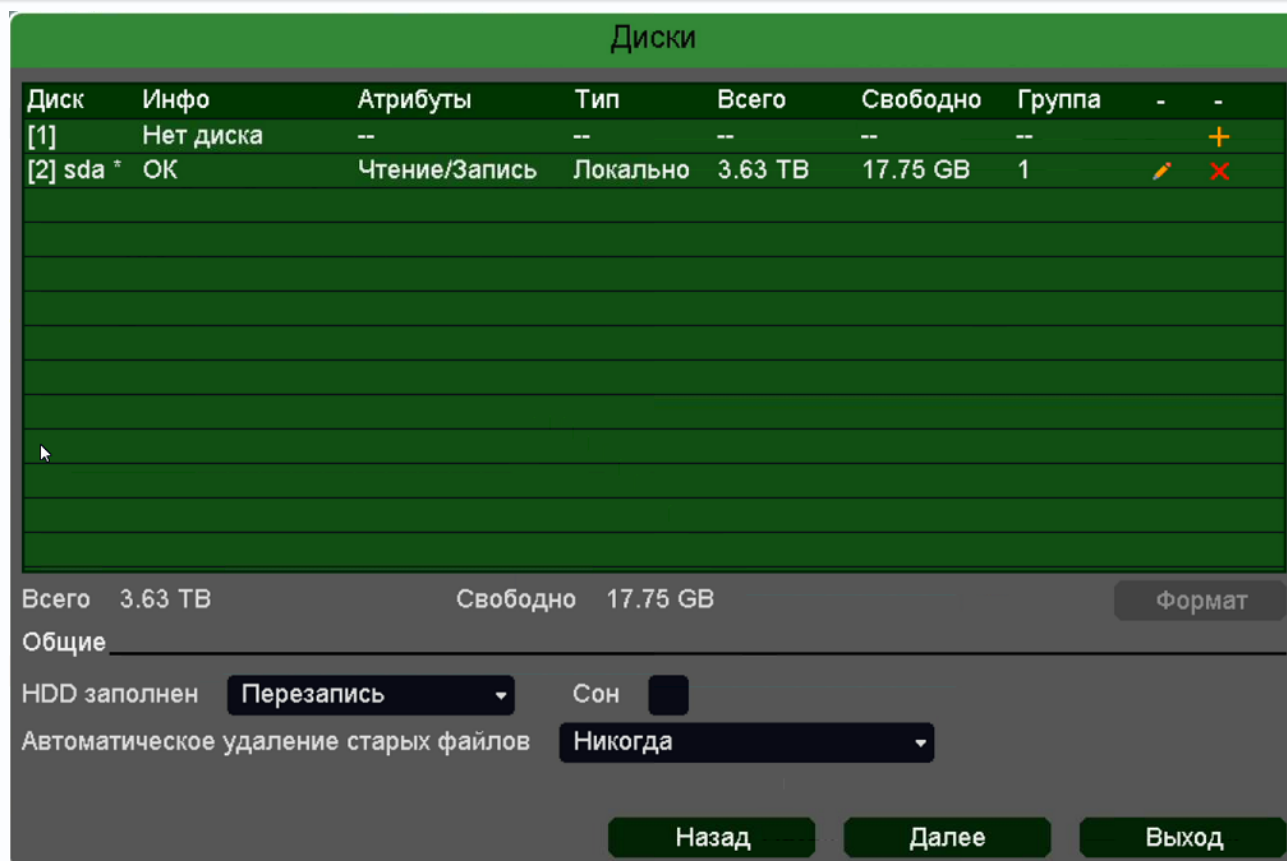 Диски
Диск Инфо Атрибуты Тип Всего Свободно Группа - -
[1] Нет диска -- -- -- -- --
[2] sda * OK Чтение/Запись Локально 3.63 TB 17.75 GB 1
Всего 3.63 TB Свободно 17.75 GB Формат
Общие
HDD заполнен Перезапись Сон
Автоматическое удаление старых файлов Никогда
Назад Далее Выход